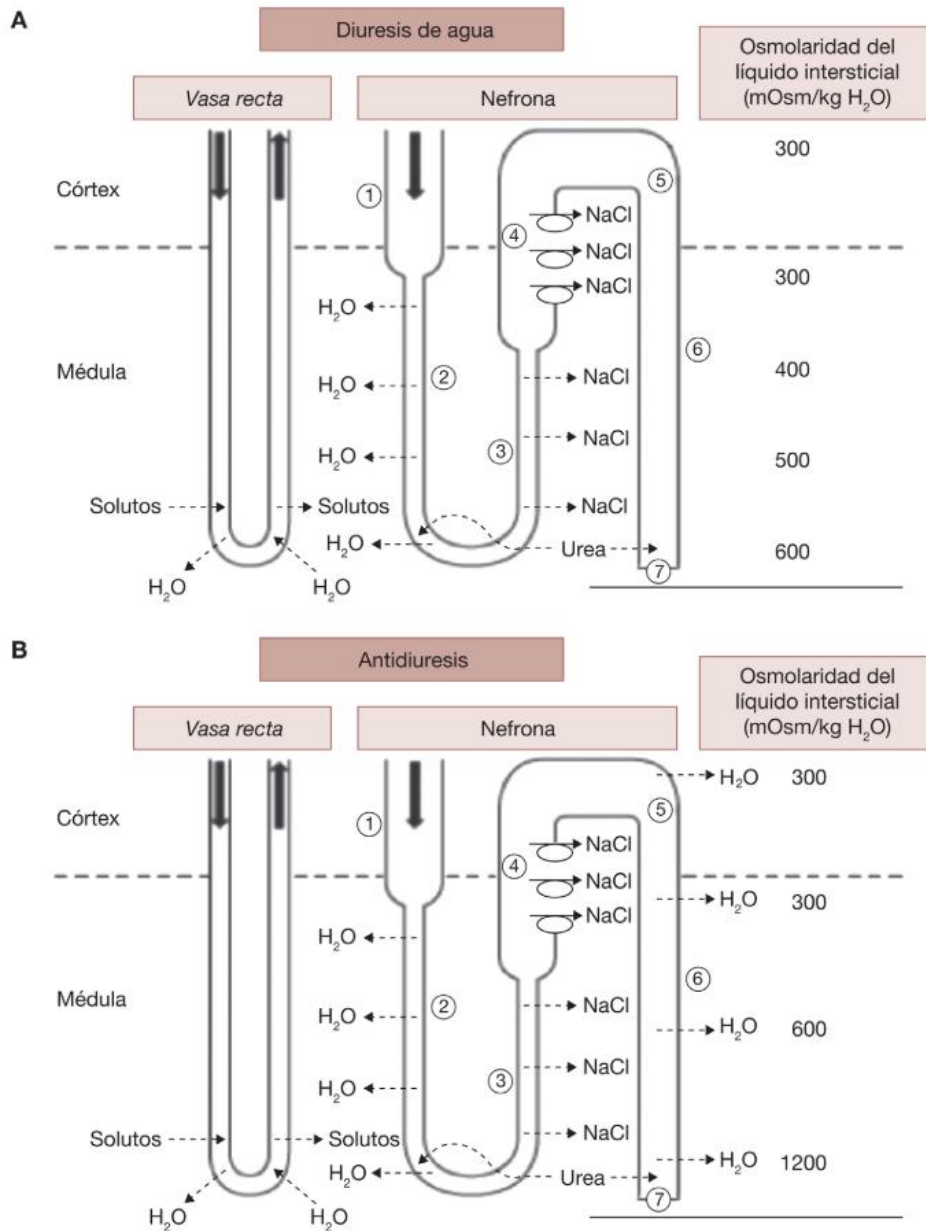 A
Diuresis de agua
Vasa recta
Nefrona
Osmolaridad del
líquido intersticial
(mOsm/kg H₂O)
300
Córtex
1
5
NaCl
4
NaCl
300
NaCl
H₂O
6
Médula
H₂O
2
NaCl
400
NaCl
H₂O
3
500
Solutos
Solutos
NaCl
H₂O
Urea
600
7
H₂O
H₂O
B
Antidiuresis
Vasa recta
Nefrona
Osmolaridad del
líquido intersticial
(mOsm/kg H₂O)
H₂O
300
Córtex
1
5
NaCl
4
NaCl
H₂O
300
NaCl
H₂O
6
Médula
2
NaCl
H₂O
H₂O
600
3
NaCl
H₂O
Solutos
Solutos
NaCl
H₂O
1200
H₂O
Urea
7
H₂O
H₂O